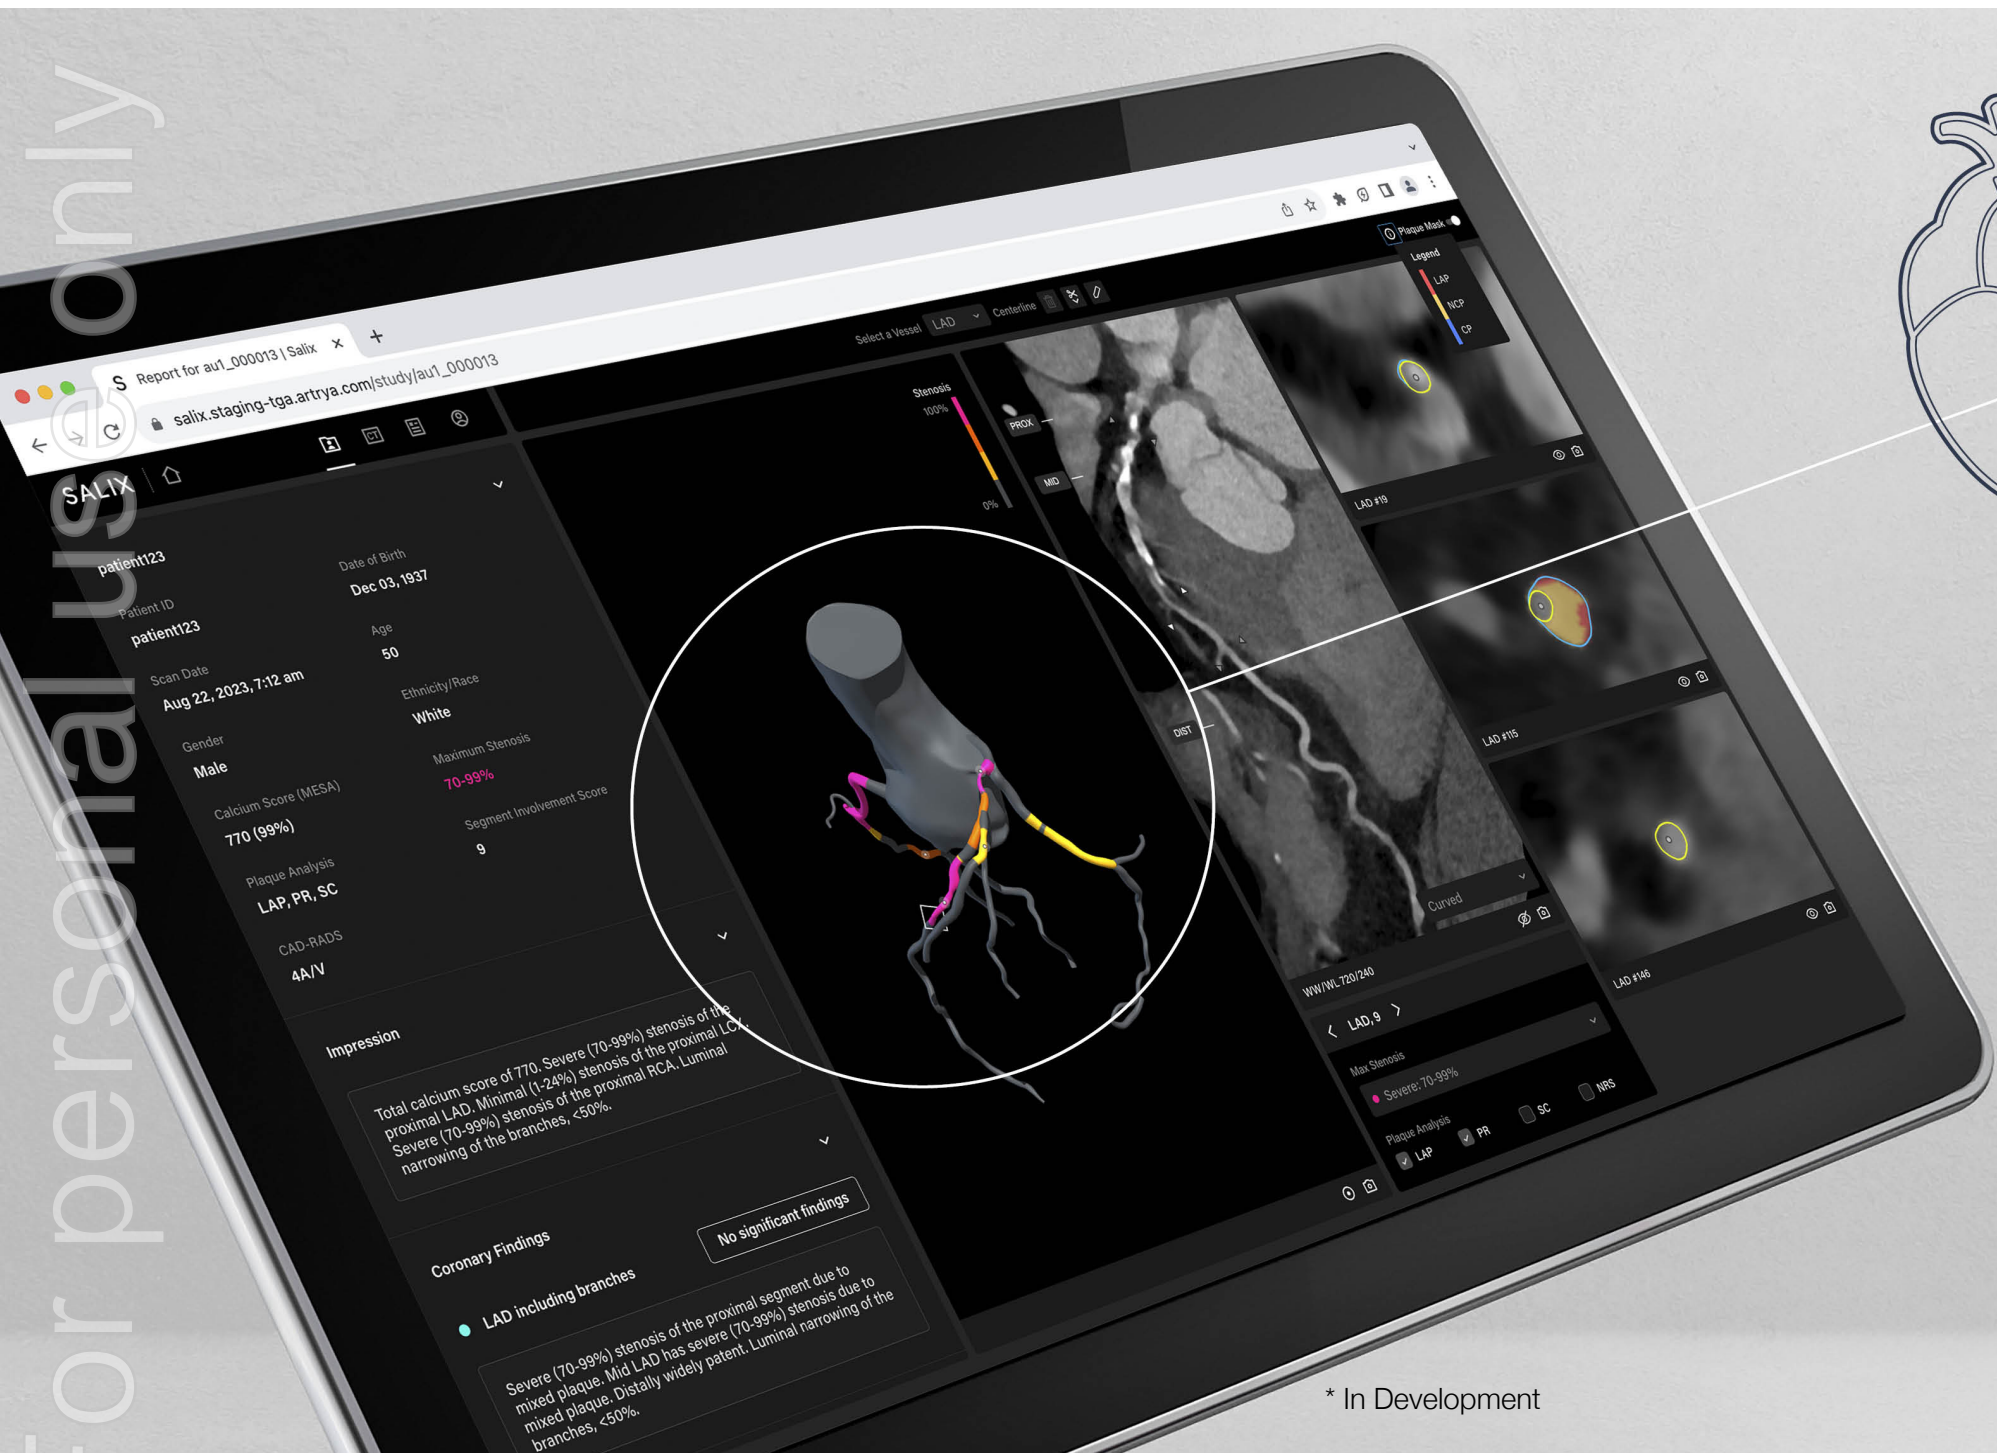 For personal use only
S Report for au1_000013 | Salix × +
salix.staging-tga.artrya.com/study/au1_000013
SALIX
CT
patient123
Patient ID
patient123
Date of Birth
Dec 03, 1937
Scan Date
Aug 22, 2023, 7:12 am
Age
50
Gender
Male
Ethnicity/Race
White
Calcium Score (MESA)
770 (99%)
Maximum Stenosis
70-99%
Plaque Analysis
LAP, PR, SC
Segment Involvement Score
9
CAD-RADS
4A/V
Impression
Total calcium score of 770. Severe (70-99%) stenosis of the
proximal LAD. Minimal (1-24%) stenosis of the proximal LCX.
Severe (70-99%) stenosis of the proximal RCA. Luminal
narrowing of the branches, <50%.
Coronary Findings
No significant findings
LAD including branches
Severe (70-99%) stenosis of the proximal segment due to
mixed plaque. Mid LAD has severe (70-99%) stenosis due to
mixed plaque. Distally widely patent. Luminal narrowing of the
branches, <50%.
Select a Vessel LAD Centerline
Stenosis
100%
0%
PROX
MID
DIST
Curved
WW/WL 720/240
< LAD, 9 >
Max Stenosis
Severe: 70-99%
Plaque Analysis
LAP PR SC NRS
Plaque Mask
Legend
LAP
NCP
CP
LAD #19
LAD #115
LAD #146
* In Development